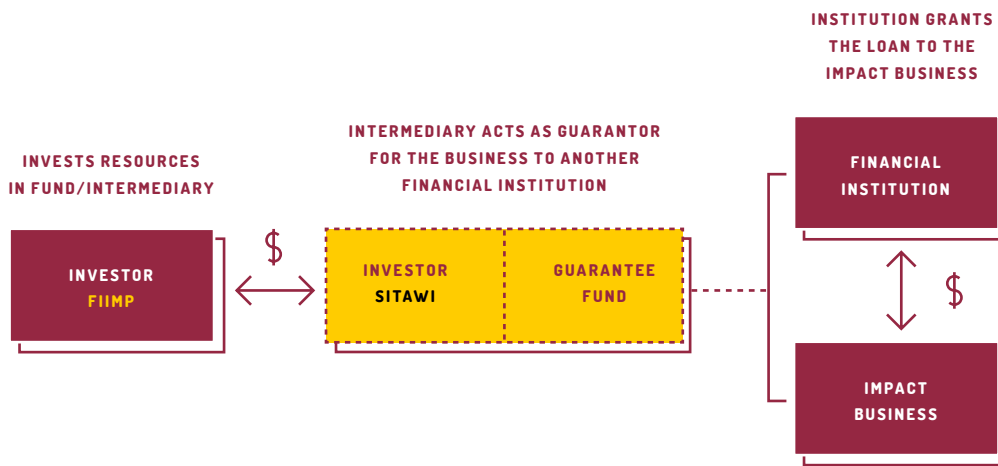 INVESTS RESOURCES
IN FUND/INTERMEDIARY
INVESTOR
FIIMP
$
INTERMEDIARY ACTS AS GUARANTOR
FOR THE BUSINESS TO ANOTHER
FINANCIAL INSTITUTION
INVESTOR
SITAWI
GUARANTEE
FUND
INSTITUTION GRANTS
THE LOAN TO THE
IMPACT BUSINESS
FINANCIAL
INSTITUTION
$
IMPACT
BUSINESS